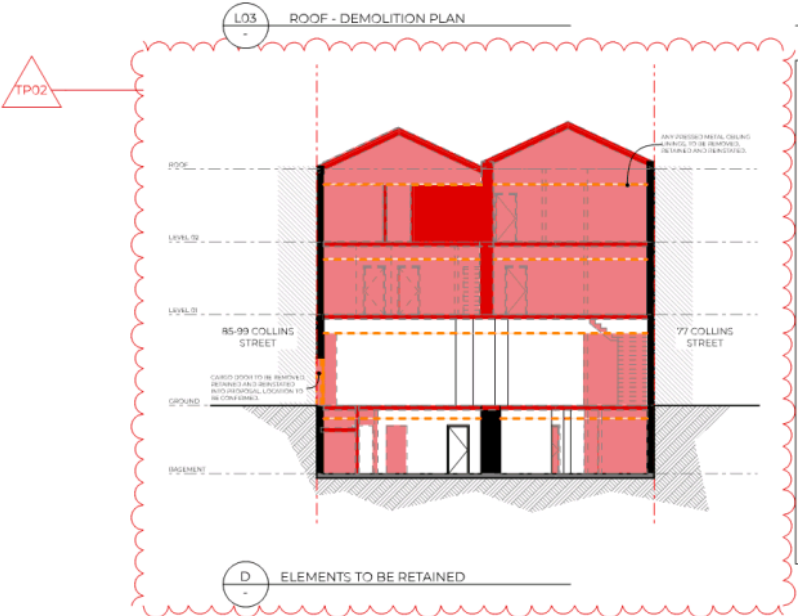 L03
ROOF - DEMOLITION PLAN
-
TP02
ANY PRESSED METAL CEILING
LININGS TO BE REMOVED,
RETAINED AND REINSTATED.
ROOF
LEVEL 02
LEVEL 01
85-99 COLLINS
STREET
77 COLLINS
STREET
CARGO DOOR TO BE REMOVED,
RETAINED AND REINSTATED
INTO PROPOSAL. LOCATION TO
BE CONFIRMED.
GROUND
BASEMENT
D
ELEMENTS TO BE RETAINED
-